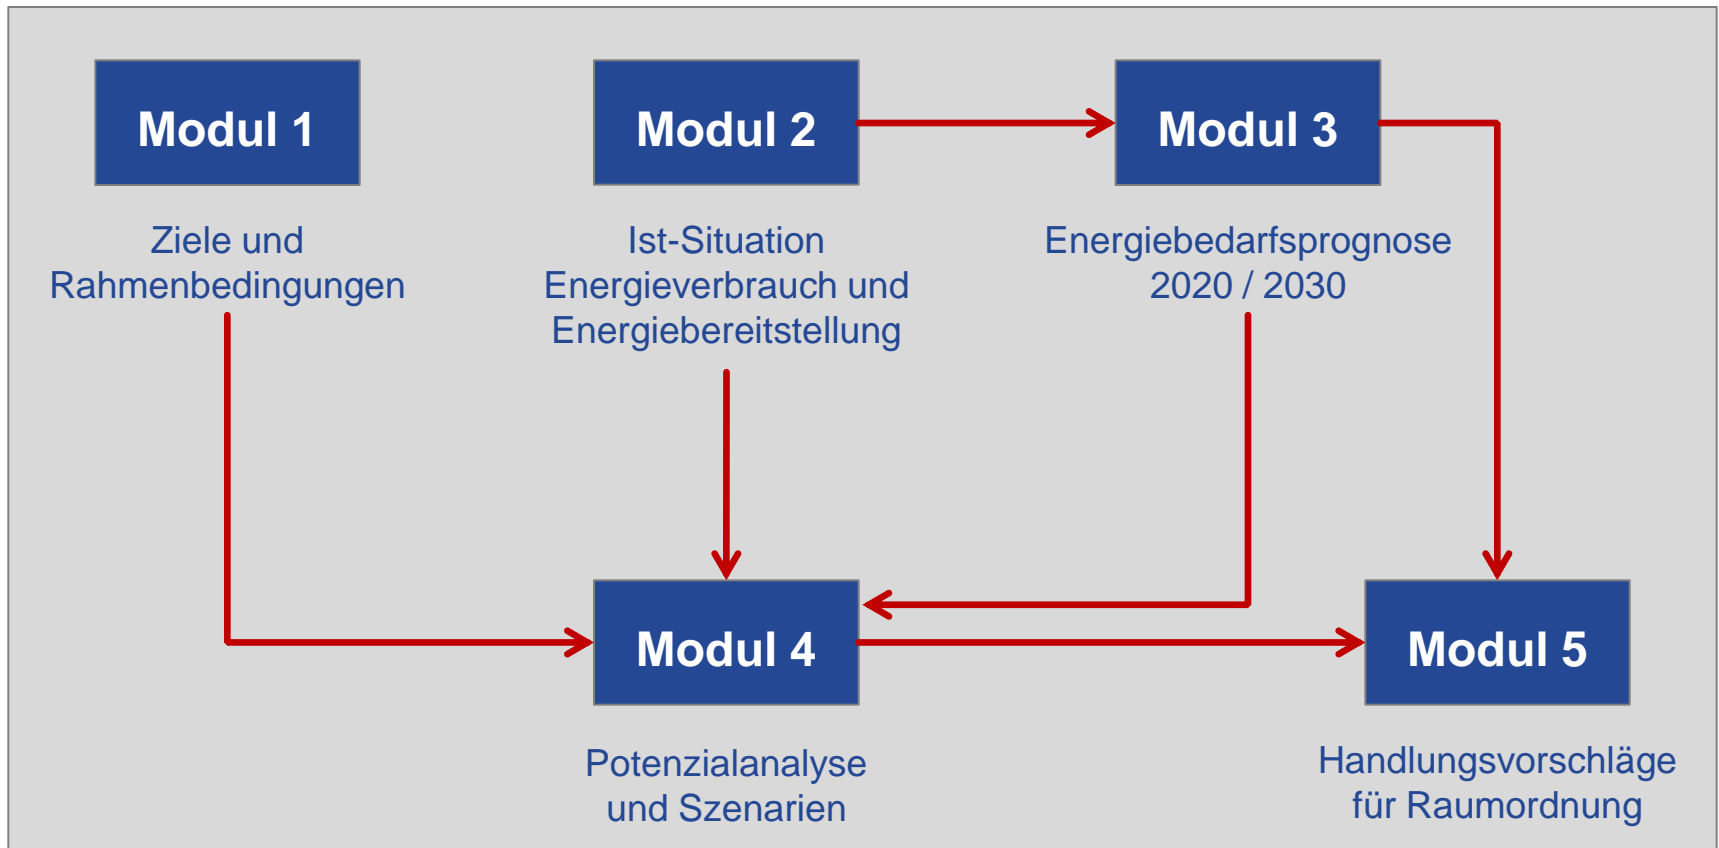 Modul 1
Ziele und
Rahmenbedingungen
Modul 2
Ist-Situation
Energieverbrauch und
Energiebereitstellung
Modul 3
Energiebedarfsprognose
2020 / 2030
Modul 4
Potenzialanalyse
und Szenarien
Modul 5
Handlungsvorschläge
für Raumordnung